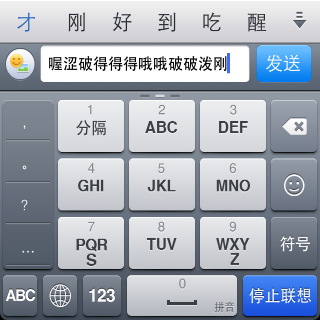 才 刚 好 到 吃 醒
喔涩破得得得哦哦破破泼刚 发送
， 1 分隔 2 ABC 3 DEF
。 4 GHI 5 JKL 6 MNO
？ 7 PQRS 8 TUV 9 WXYZ 符号
… ABC 123 0 拼音 停止联想